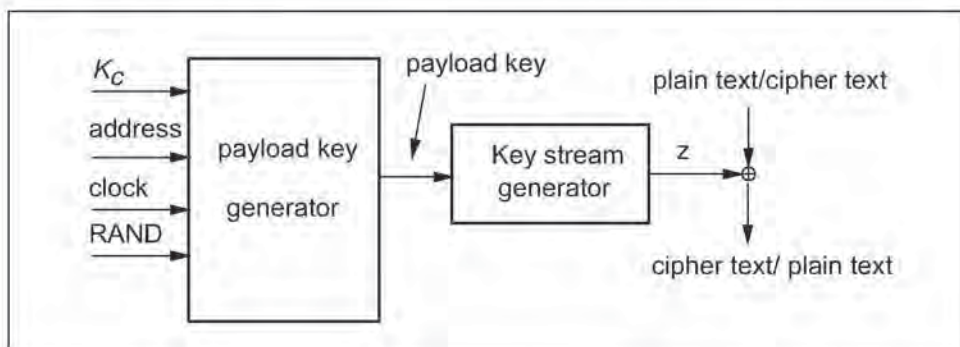 K_C
address
clock
RAND
payload key
generator
payload key
Key stream
generator
z
plain text/cipher text
cipher text/ plain text